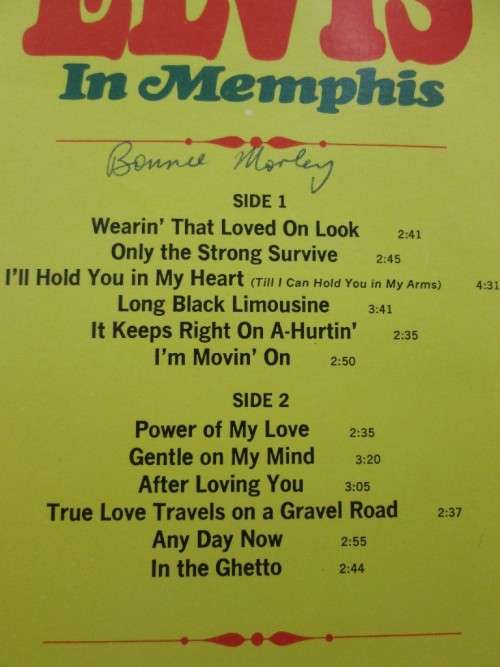 ELVIS
In Memphis
Bonnie Morley
SIDE 1
Wearin' That Loved On Look 2:41
Only the Strong Survive 2:45
I'll Hold You in My Heart (Till I Can Hold You in My Arms) 4:31
Long Black Limousine 3:41
It Keeps Right On A-Hurtin' 2:35
I'm Movin' On 2:50
SIDE 2
Power of My Love 2:35
Gentle on My Mind 3:20
After Loving You 3:05
True Love Travels on a Gravel Road 2:37
Any Day Now 2:55
In the Ghetto 2:44